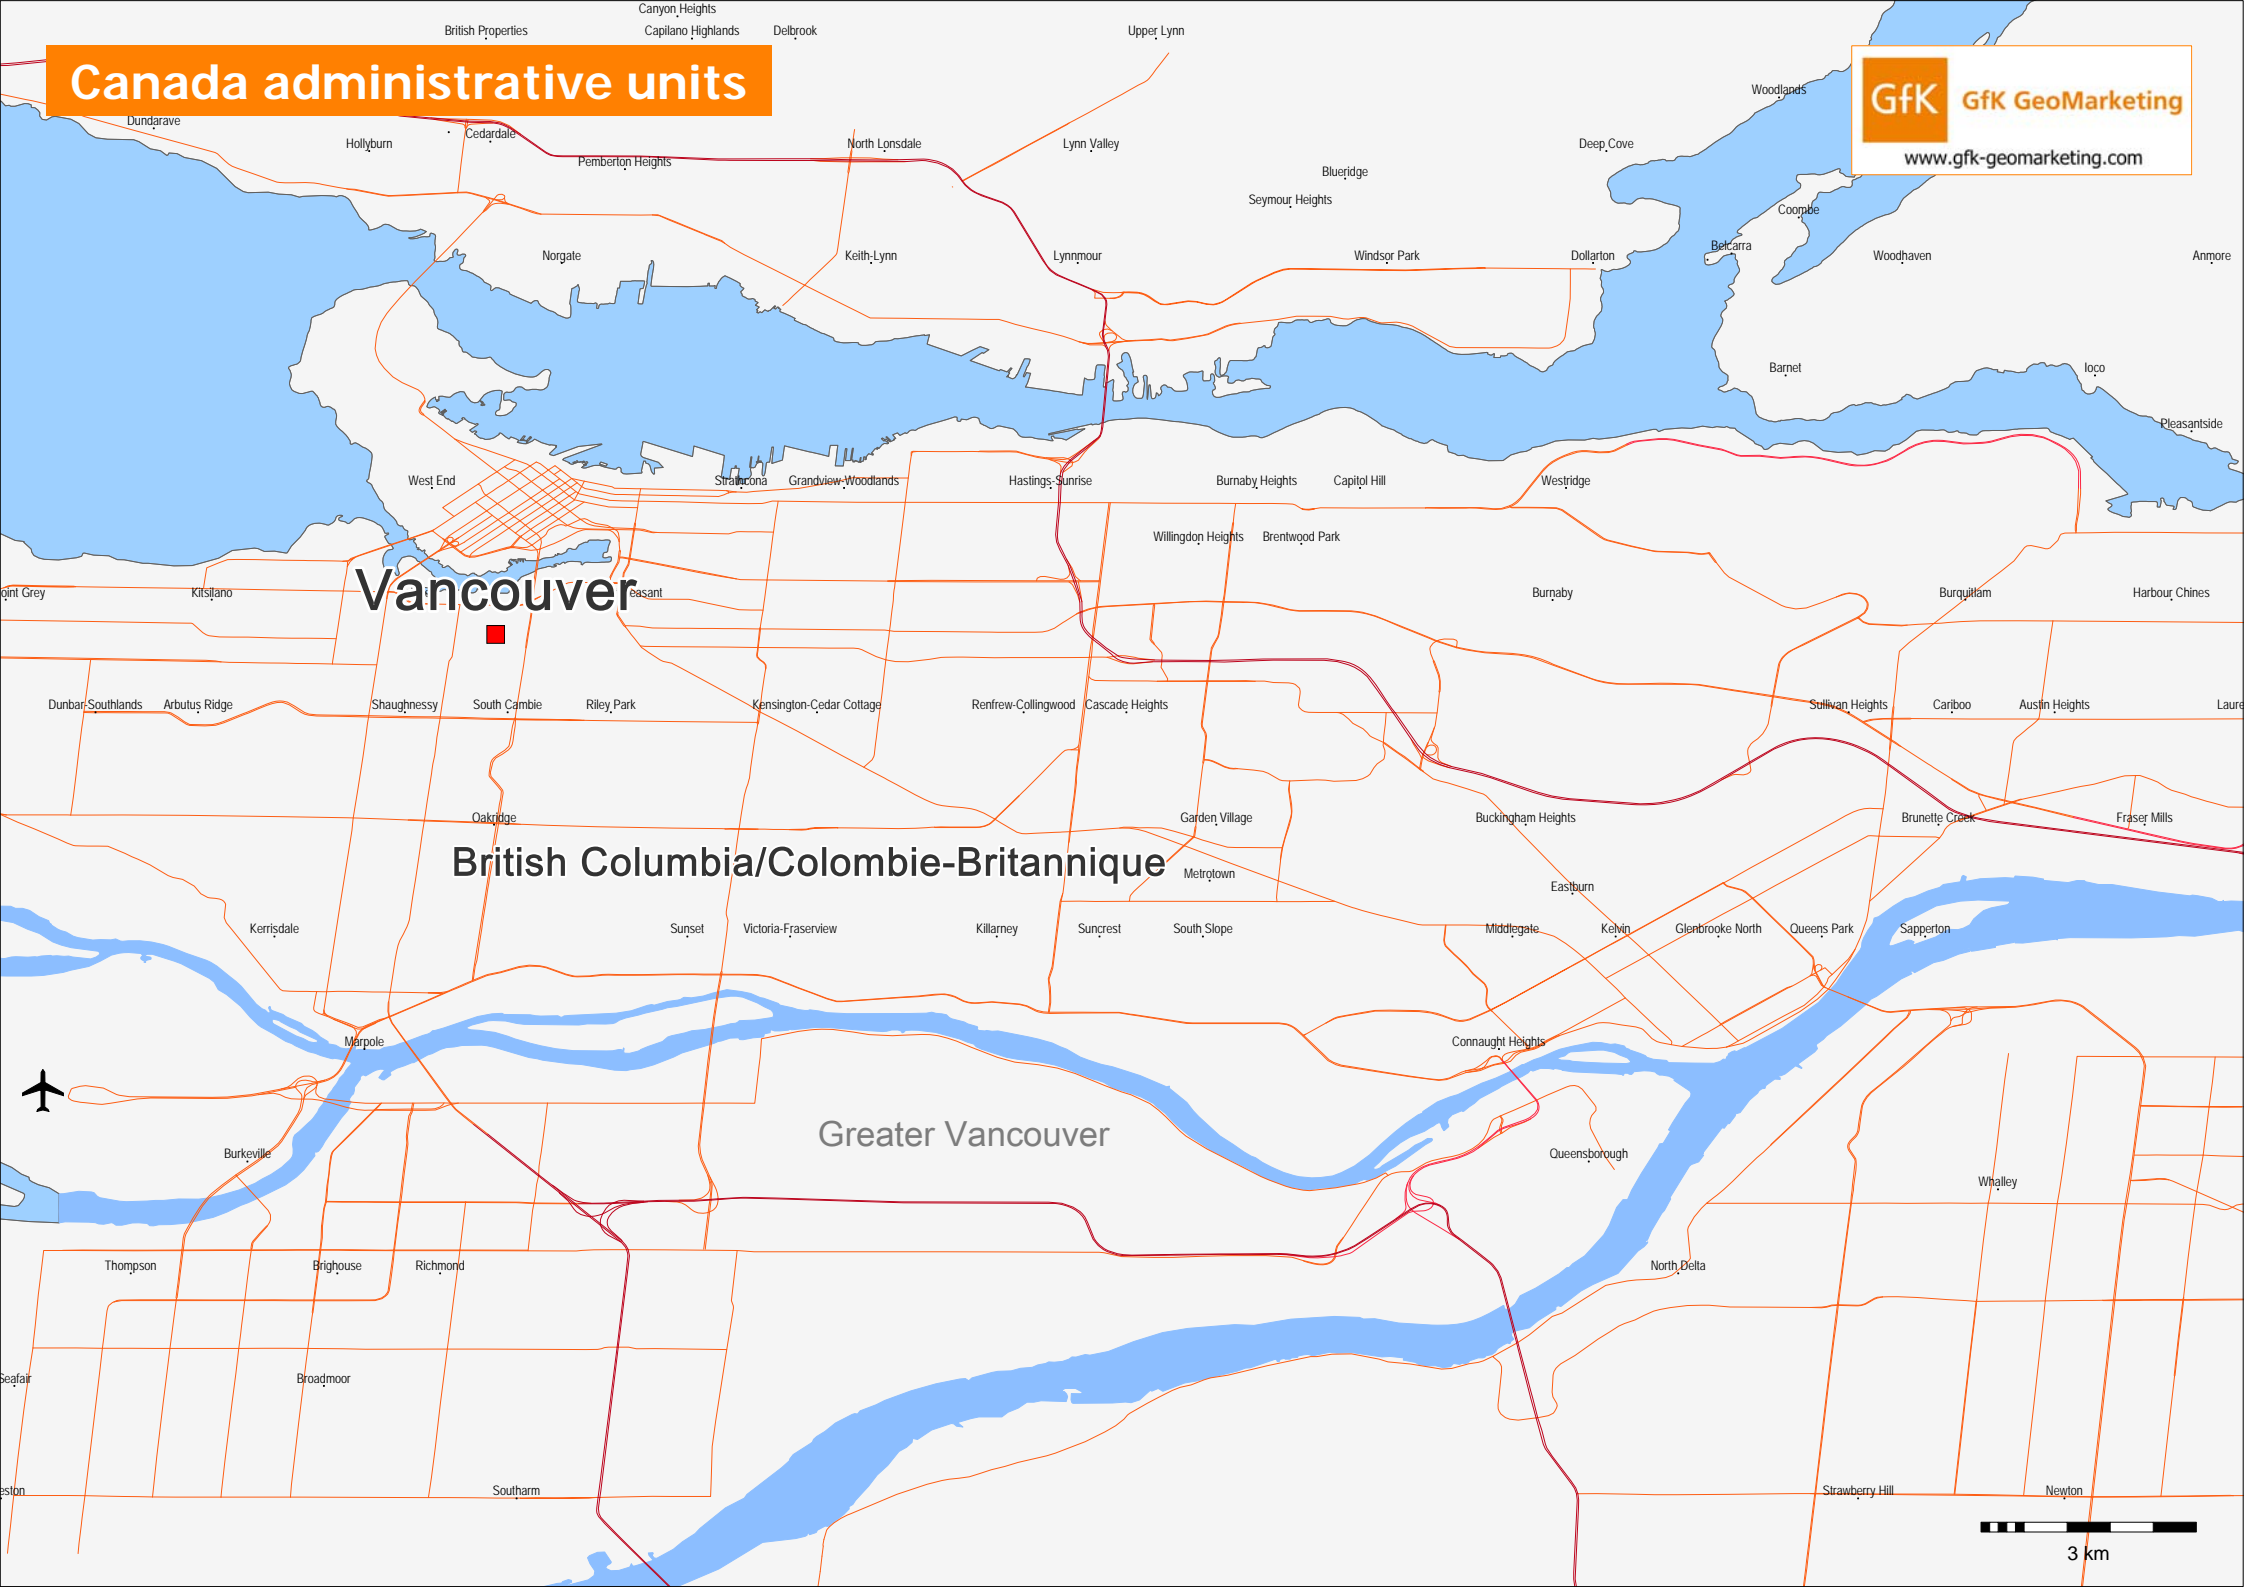 Canyon Heights
British Properties
Capilano Highlands
Delbrook
Upper Lynn
Canada administrative units
GfK
GfK GeoMarketing
www.gfk-geomarketing.com
Woodlands
Dundarave
Cedardale
Hollyburn
North Lonsdale
Lynn Valley
Deep Cove
Pemberton Heights
Blueridge
Seymour Heights
Coombe
Belcarra
Norgate
Keith-Lynn
Lynnmour
Windsor Park
Dollarton
Woodhaven
Anmore
Barnet
Ioco
Pleasantside
West End
Strathcona
Grandview-Woodlands
Hastings-Sunrise
Burnaby Heights
Capitol Hill
Westridge
Willingdon Heights
Brentwood Park
oint Grey
Kitsilano
Vancouver
easant
Burnaby
Burquitlam
Harbour Chines
Dunbar-Southlands
Arbutus Ridge
Shaughnessy
South Cambie
Riley Park
Kensington-Cedar Cottage
Renfrew-Collingwood
Cascade Heights
Sullivan Heights
Cariboo
Austin Heights
Laure
Oakridge
Garden Village
Buckingham Heights
Brunette Creek
Fraser Mills
British Columbia/Colombie-Britannique
Metrotown
Eastburn
Kerrisdale
Sunset
Victoria-Fraserview
Killarney
Suncrest
South Slope
Middlegate
Kelvin
Glenbrooke North
Queens Park
Sapperton
Marpole
Connaught Heights
Greater Vancouver
Burkeville
Queensborough
Whalley
Thompson
Brighouse
Richmond
North Delta
Seafair
Broadmoor
eston
Southarm
Strawberry Hill
Newton
3 km